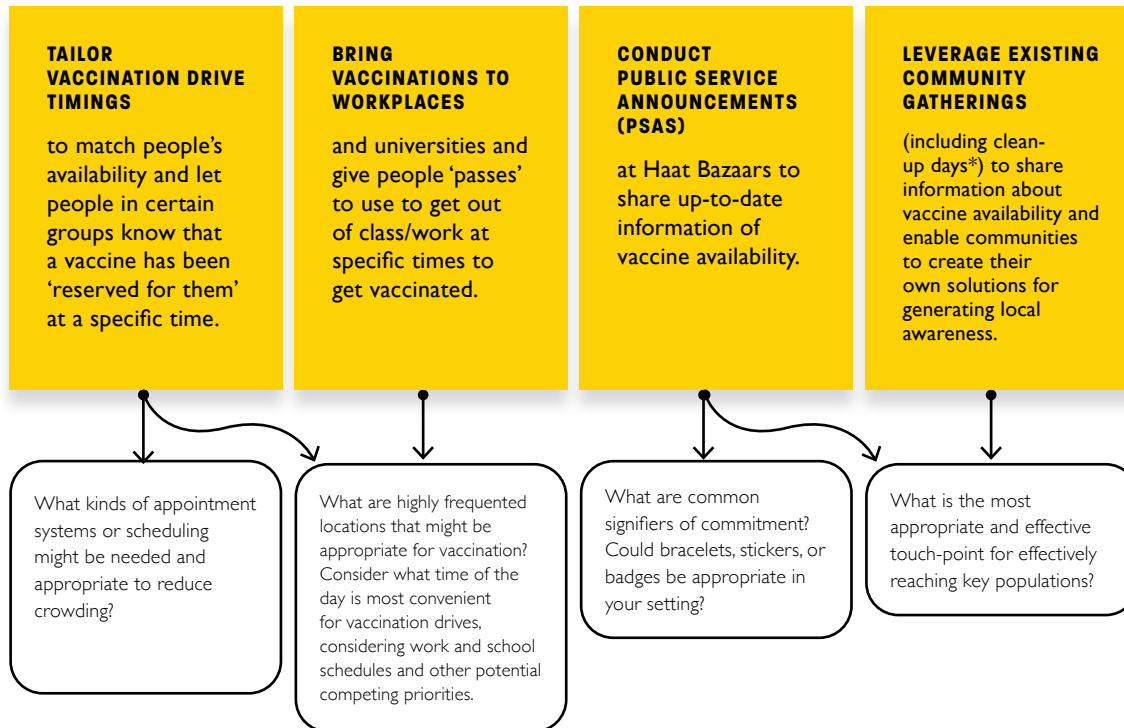 TAILOR
VACCINATION DRIVE
TIMINGS
to match people's
availability and let
people in certain
groups know that
a vaccine has been
'reserved for them'
at a specific time.
BRING
VACCINATIONS TO
WORKPLACES
and universities and
give people 'passes'
to use to get out
of class/work at
specific times to
get vaccinated.
CONDUCT
PUBLIC SERVICE
ANNOUNCEMENTS
(PSAS)
at Haat Bazaars to
share up-to-date
information of
vaccine availability.
LEVERAGE EXISTING
COMMUNITY
GATHERINGS
(including clean-
up days*) to share
information about
vaccine availability and
enable communities
to create their
own solutions for
generating local
awareness.
What kinds of appointment
systems or scheduling
might be needed and
appropriate to reduce
crowding?
What are highly frequented
locations that might be
appropriate for vaccination?
Consider what time of the
day is most convenient
for vaccination drives,
considering work and school
schedules and other potential
competing priorities.
What are common
signifiers of commitment?
Could bracelets, stickers, or
badges be appropriate in
your setting?
What is the most
appropriate and effective
touch-point for effectively
reaching key populations?